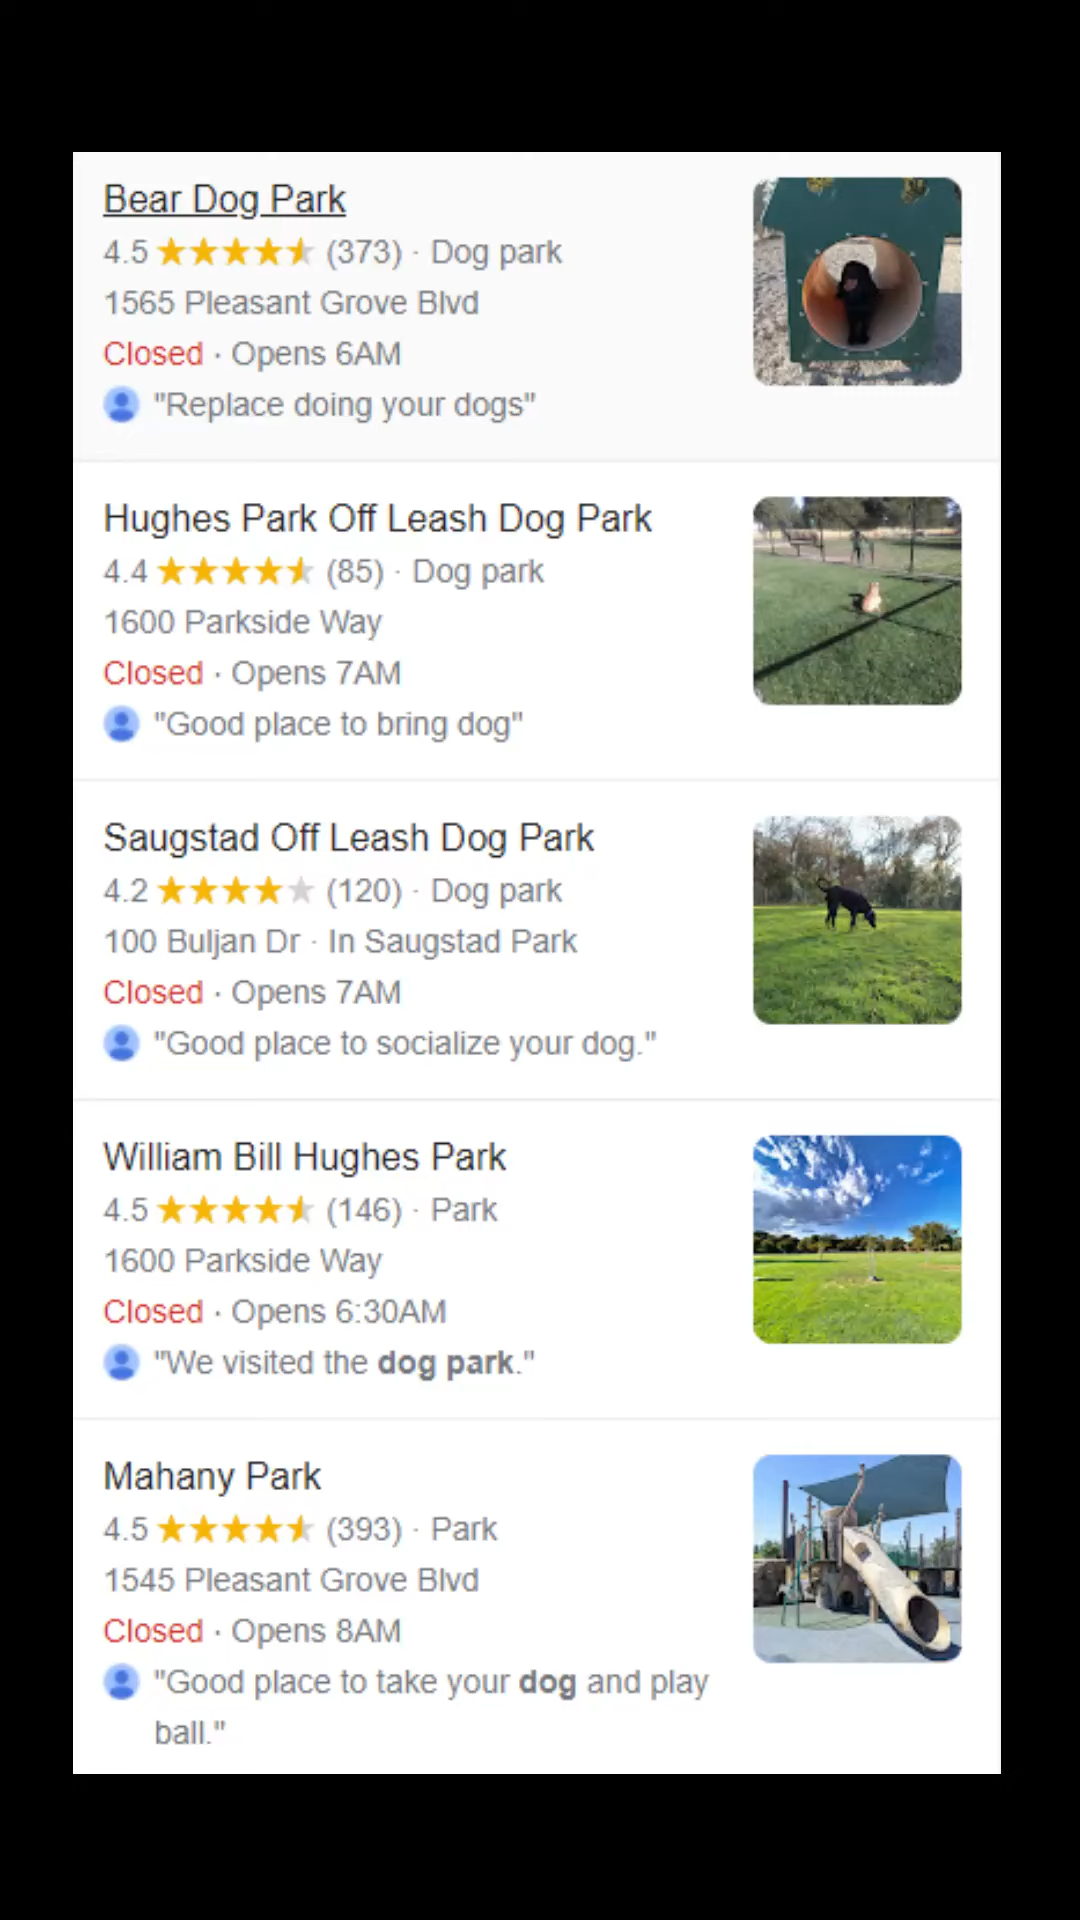 Bear Dog Park
4.5 ★★★★★ (373) · Dog park
1565 Pleasant Grove Blvd
Closed · Opens 6AM
"Replace doing your dogs"
Hughes Park Off Leash Dog Park
4.4 ★★★★★ (85) · Dog park
1600 Parkside Way
Closed · Opens 7AM
"Good place to bring dog"
Saugstad Off Leash Dog Park
4.2 ★★★★★ (120) · Dog park
100 Buljan Dr · In Saugstad Park
Closed · Opens 7AM
"Good place to socialize your dog."
William Bill Hughes Park
4.5 ★★★★★ (146) · Park
1600 Parkside Way
Closed · Opens 6:30AM
"We visited the dog park."
Mahany Park
4.5 ★★★★★ (393) · Park
1545 Pleasant Grove Blvd
Closed · Opens 8AM
"Good place to take your dog and play
ball."